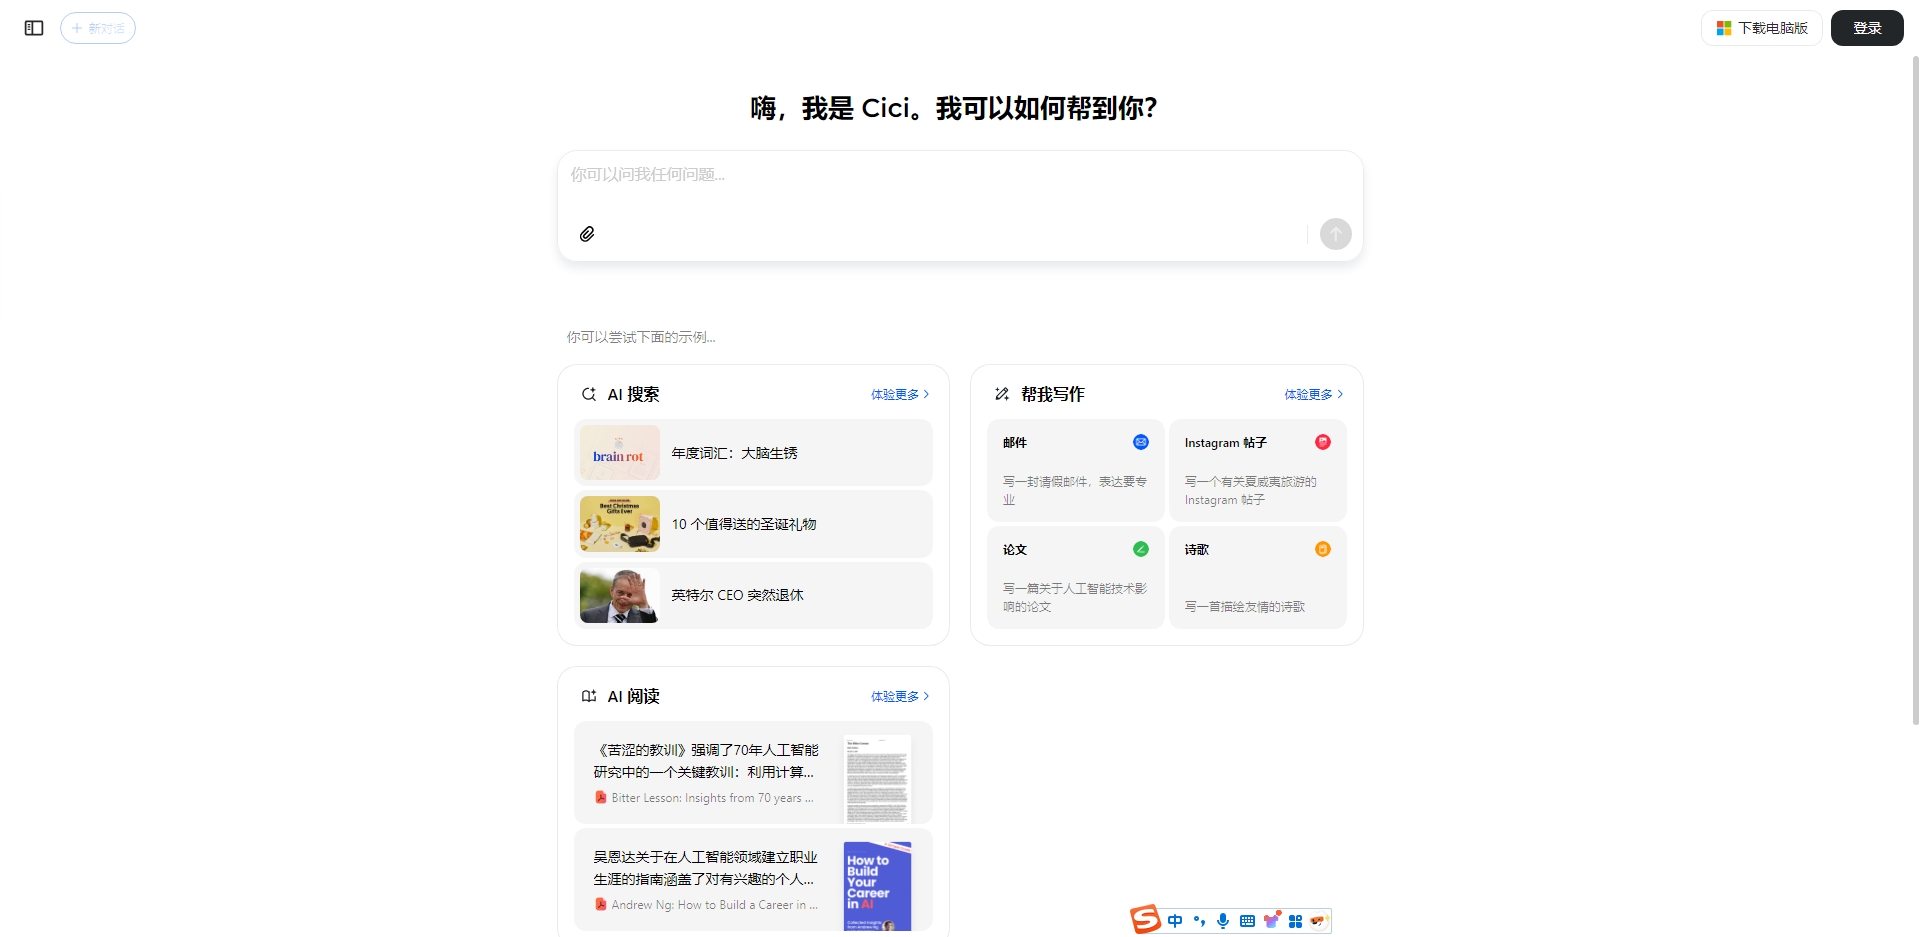 新对话
下载电脑版
登录
嗨，我是 Cici。我可以如何帮到你？
你可以问我任何问题...
你可以尝试下面的示例...
AI 搜索
体验更多
brain rot
年度词汇：大脑生锈
Best Christmas
Gifts Ever
10 个值得送的圣诞礼物
英特尔 CEO 突然退休
帮我写作
体验更多
邮件
写一封请假邮件，表达要专
业
Instagram 帖子
写一个有关夏威夷旅游的
Instagram 帖子
论文
写一篇关于人工智能技术影
响的论文
诗歌
写一首描绘友情的诗歌
AI 阅读
体验更多
《苦涩的教训》强调了70年人工智能
研究中的一个关键教训：利用计算...
Bitter Lesson: Insights from 70 years ...
吴恩达关于在人工智能领域建立职业
生涯的指南涵盖了对有兴趣的个人...
Andrew Ng: How to Build a Career in ...
How to
Build
Your
Career
in AI
中